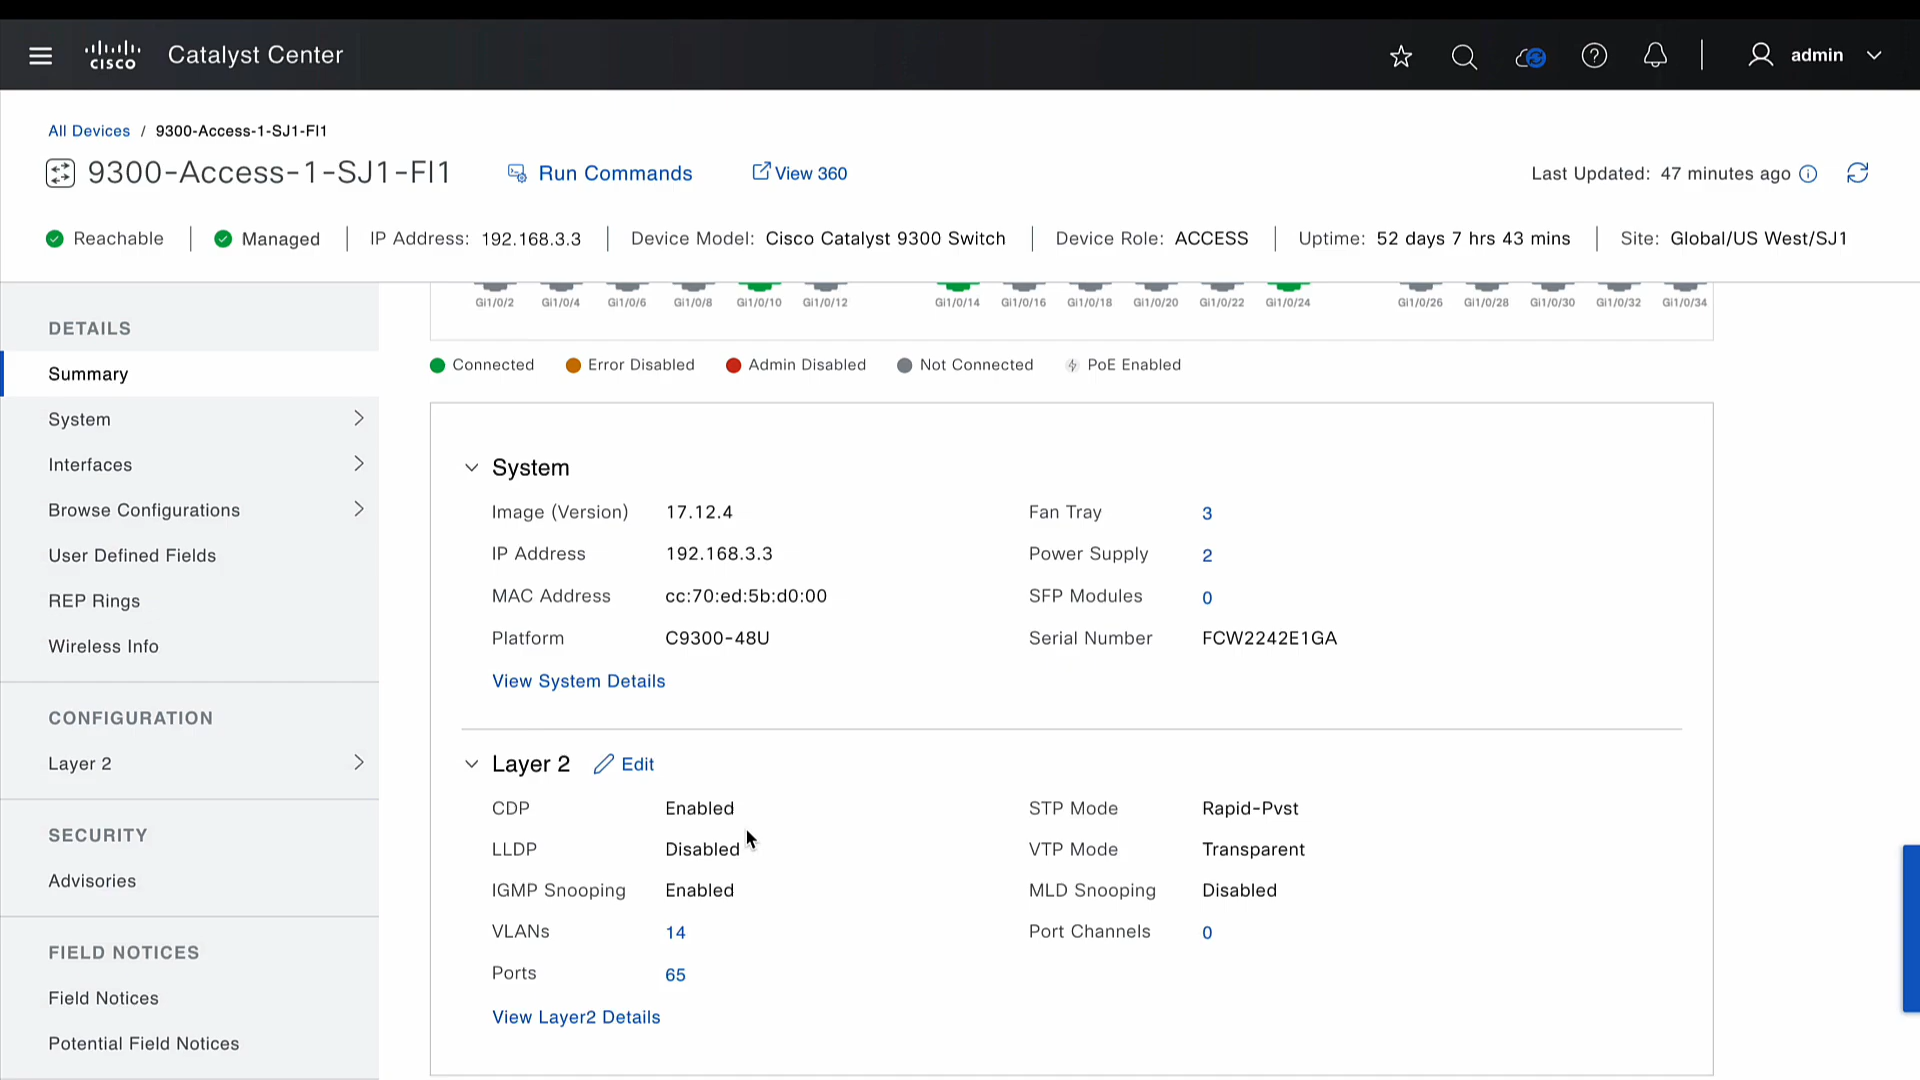 cisco Catalyst Center admin
All Devices / 9300-Access-1-SJ1-Fl1
9300-Access-1-SJ1-Fl1 Run Commands View 360 Last Updated: 47 minutes ago
Reachable Managed IP Address: 192.168.3.3 Device Model: Cisco Catalyst 9300 Switch Device Role: ACCESS Uptime: 52 days 7 hrs 43 mins Site: Global/US West/SJ1
DETAILS
Summary
System
Interfaces
Browse Configurations
User Defined Fields
REP Rings
Wireless Info
CONFIGURATION
Layer 2
SECURITY
Advisories
FIELD NOTICES
Field Notices
Potential Field Notices
Gi1/0/2 Gi1/0/4 Gi1/0/6 Gi1/0/8 Gi1/0/10 Gi1/0/12 Gi1/0/14 Gi1/0/16 Gi1/0/18 Gi1/0/20 Gi1/0/22 Gi1/0/24 Gi1/0/26 Gi1/0/28 Gi1/0/30 Gi1/0/32 Gi1/0/34
Connected Error Disabled Admin Disabled Not Connected PoE Enabled
System
Image (Version) 17.12.4 Fan Tray 3
IP Address 192.168.3.3 Power Supply 2
MAC Address cc:70:ed:5b:d0:00 SFP Modules 0
Platform C9300-48U Serial Number FCW2242E1GA
View System Details
Layer 2 Edit
CDP Enabled STP Mode Rapid-Pvst
LLDP Disabled VTP Mode Transparent
IGMP Snooping Enabled MLD Snooping Disabled
VLANs 14 Port Channels 0
Ports 65
View Layer2 Details